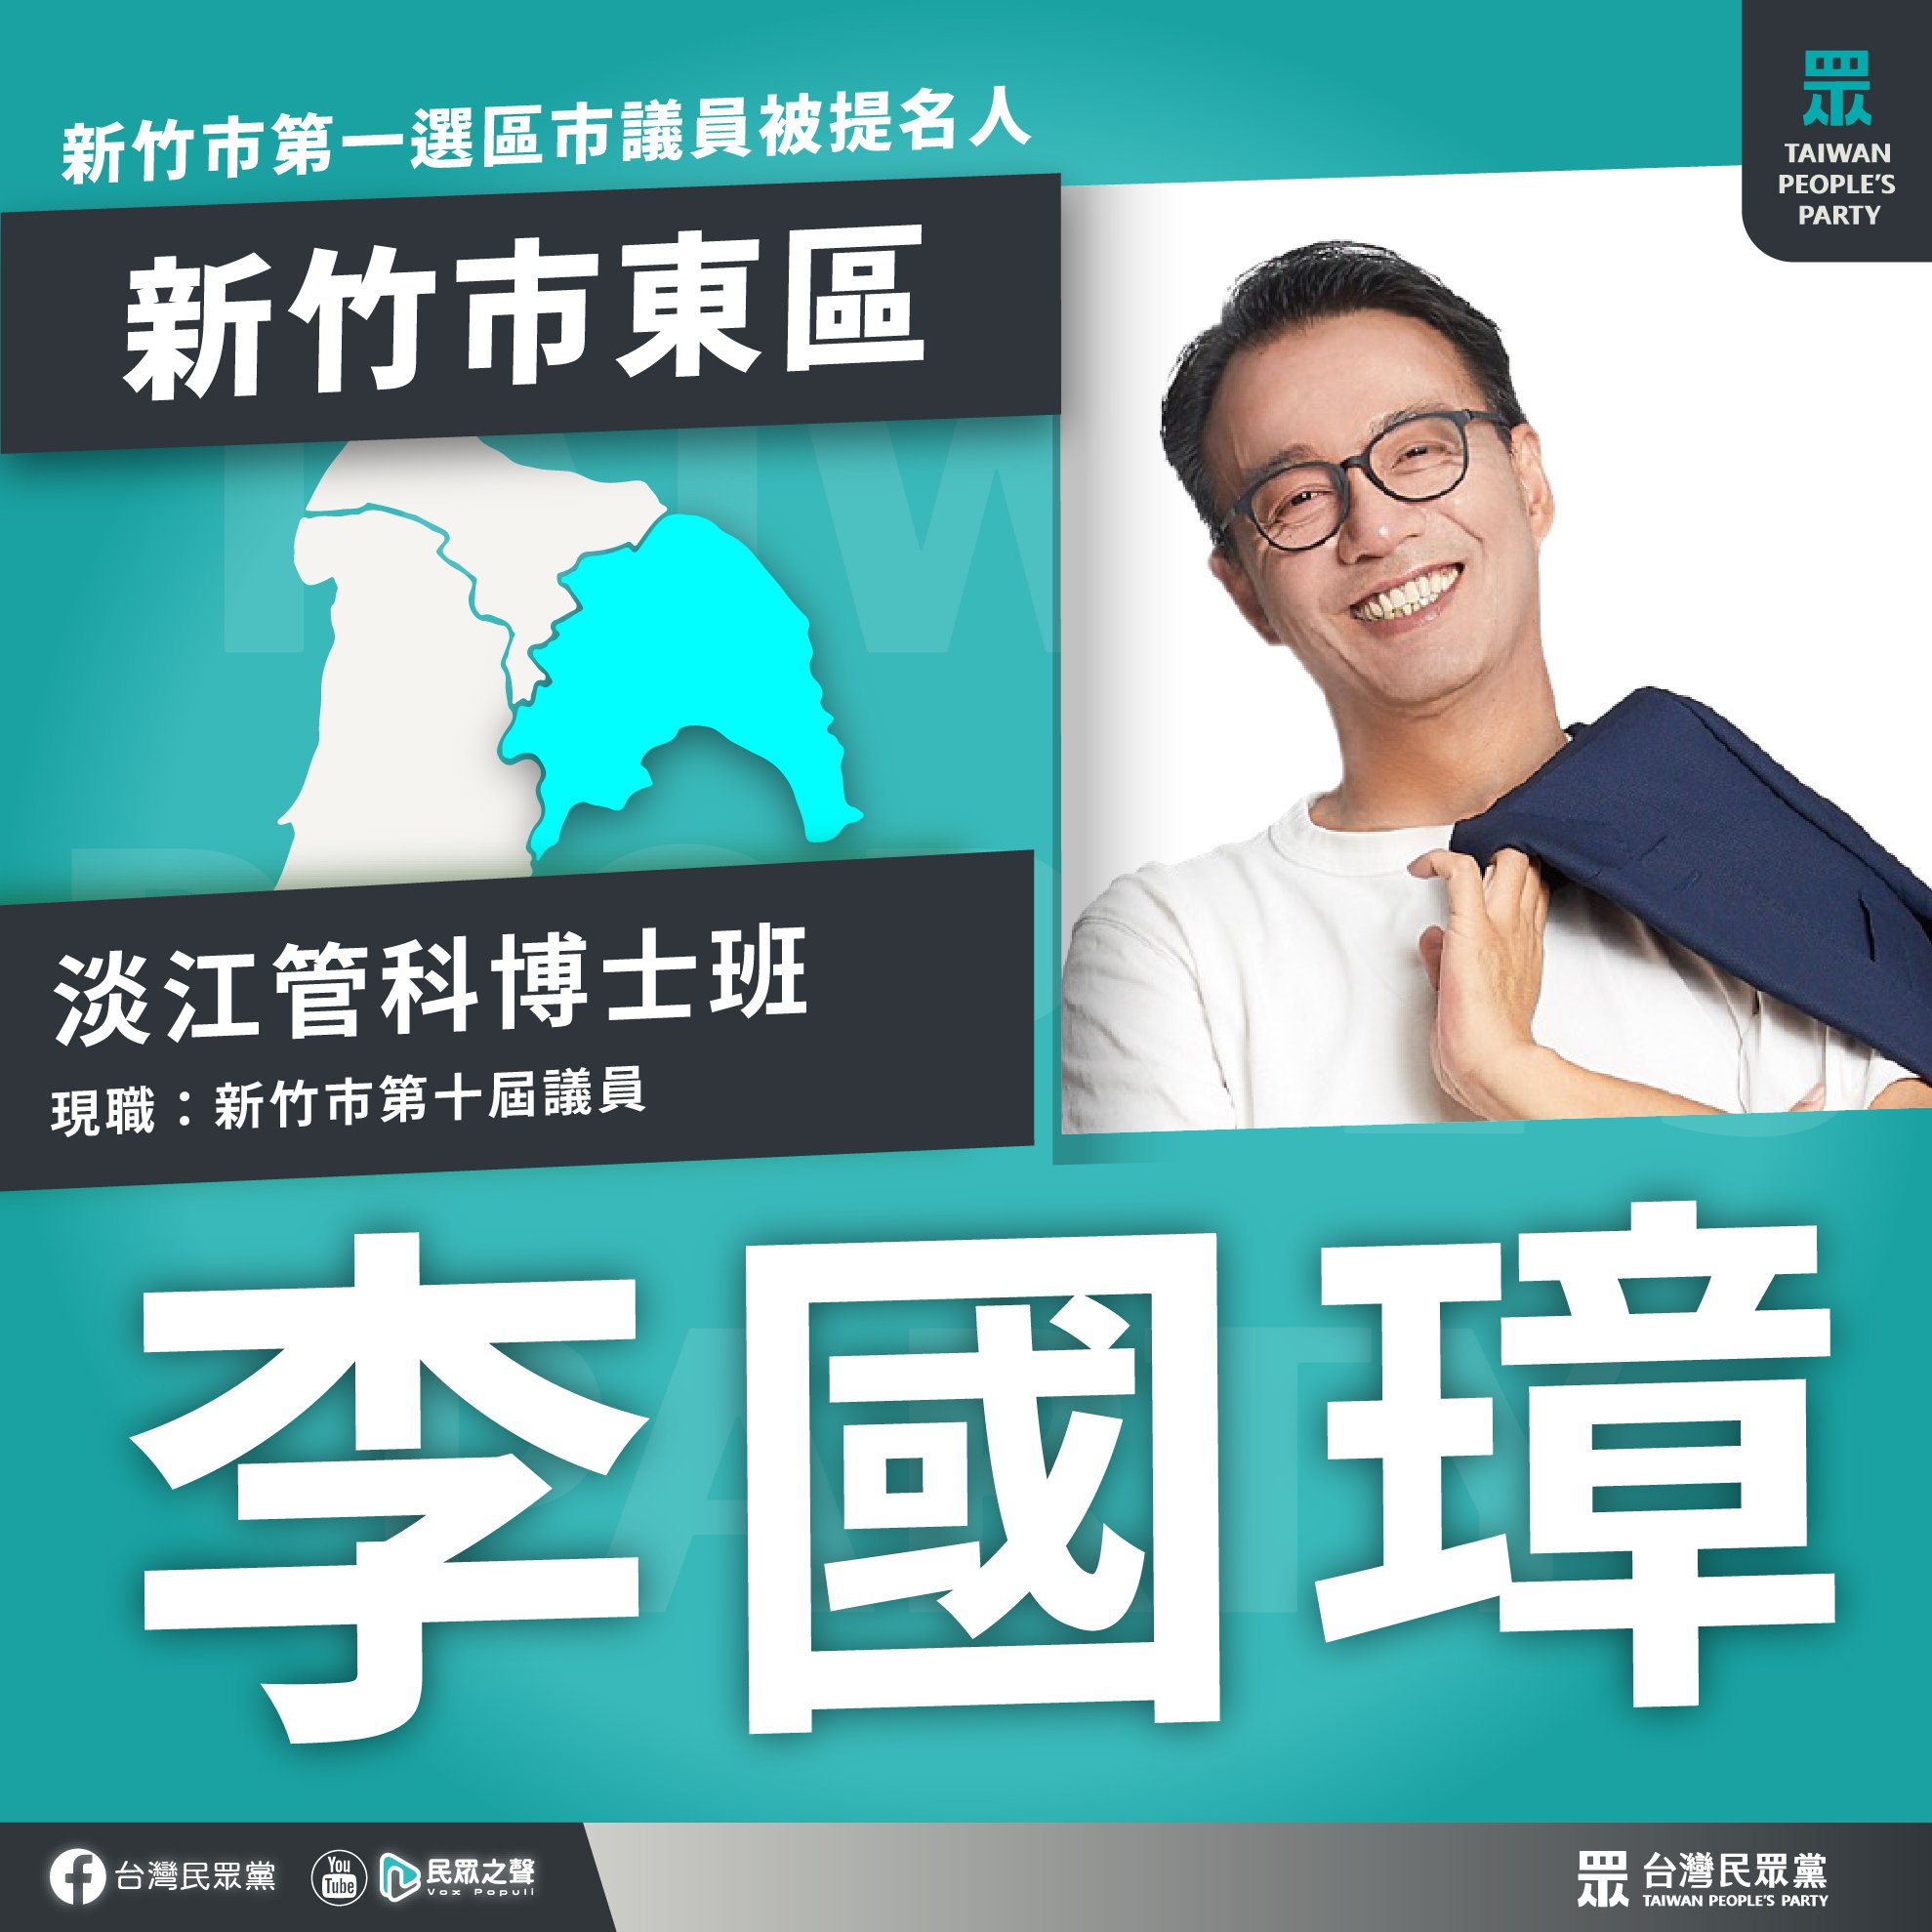 新竹市第一選區市議員被提名人
新竹市東區
眾
TAIWAN
PEOPLE'S
PARTY
淡江管科博士班
現職：新竹市第十屆議員
李國璋
台灣民眾黨
You
Tube
民眾之聲
Vox Populi
眾
台灣民眾黨
TAIWAN PEOPLE'S PARTY